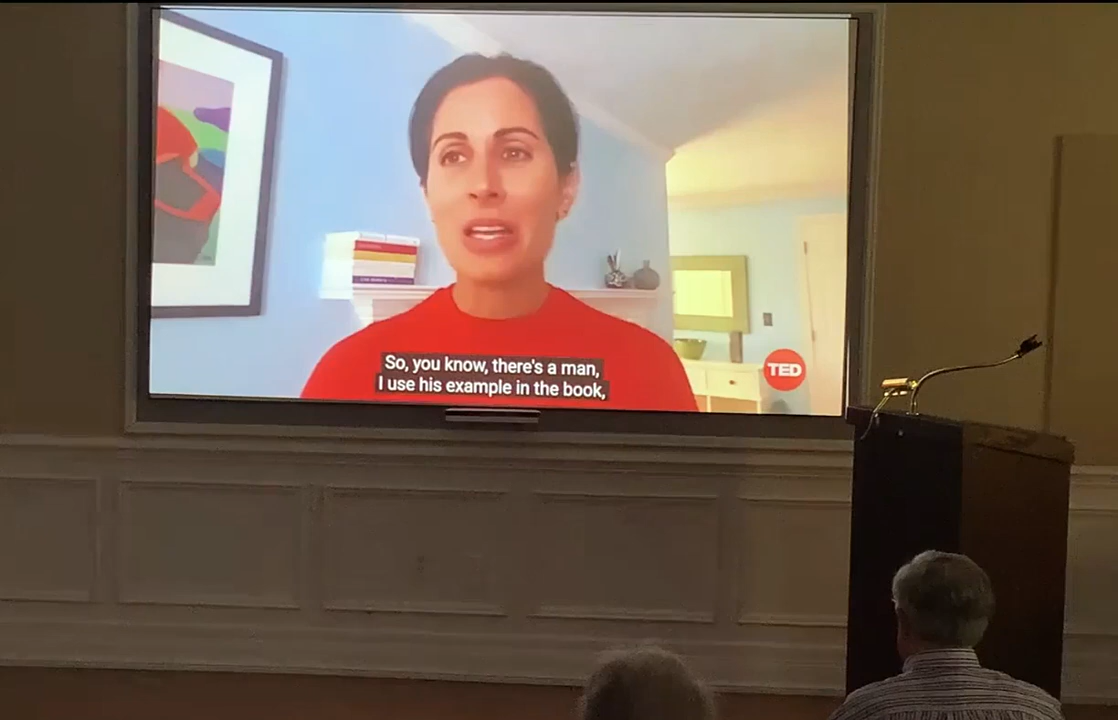 So, you know, there's a man,
I use his example in the book,
TED